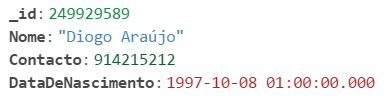 _id: 249929589
Nome: "Diogo Araújo"
Contacto: 914215212
DataDeNascimento: 1997-10-08 01:00:00.000